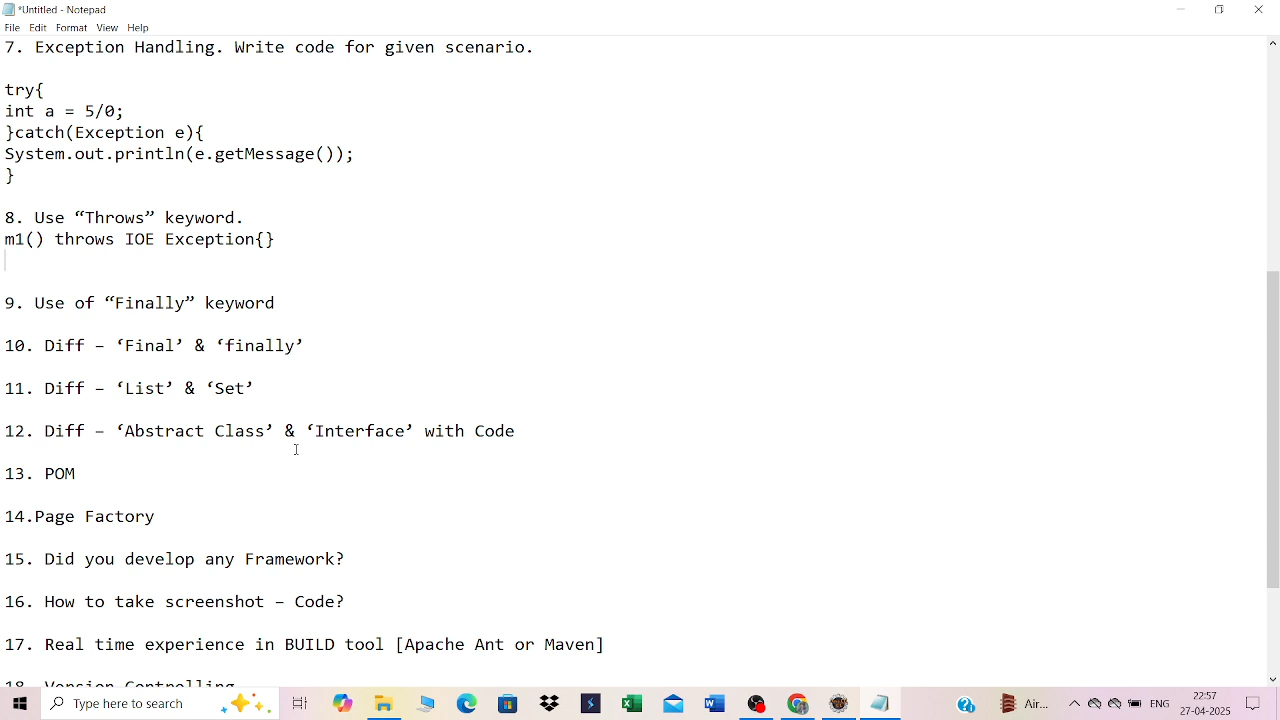 *Untitled - Notepad
File Edit Format View Help
7. Exception Handling. Write code for given scenario.
try{
int a = 5/0;
}catch(Exception e){
System.out.println(e.getMessage());
}
8. Use “Throws” keyword.
m1() throws IOE Exception{}
9. Use of “Finally” keyword
10. Diff – ‘Final’ & ‘finally’
11. Diff – ‘List’ & ‘Set’
12. Diff – ‘Abstract Class’ & ‘Interface’ with Code
13. POM
14.Page Factory
15. Did you develop any Framework?
16. How to take screenshot – Code?
17. Real time experience in BUILD tool [Apache Ant or Maven]
18. Version Controlling
Type here to search
Air...
ENG
22:57
27-04-2025